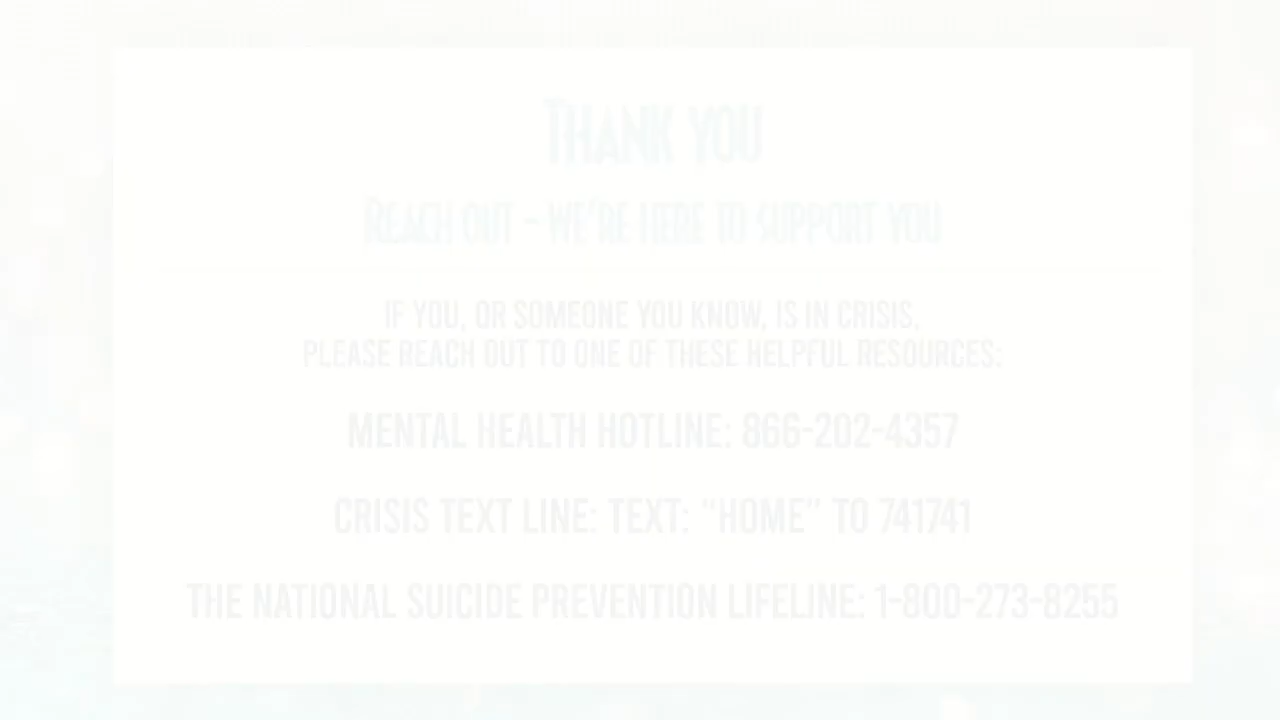 THANK YOU
REACH OUT - WE'RE HERE TO SUPPORT YOU
IF YOU, OR SOMEONE YOU KNOW, IS IN CRISIS,
PLEASE REACH OUT TO ONE OF THESE HELPFUL RESOURCES:
MENTAL HEALTH HOTLINE: 866-202-4357
CRISIS TEXT LINE: TEXT: “HOME” TO 741741
THE NATIONAL SUICIDE PREVENTION LIFELINE: 1-800-273-8255